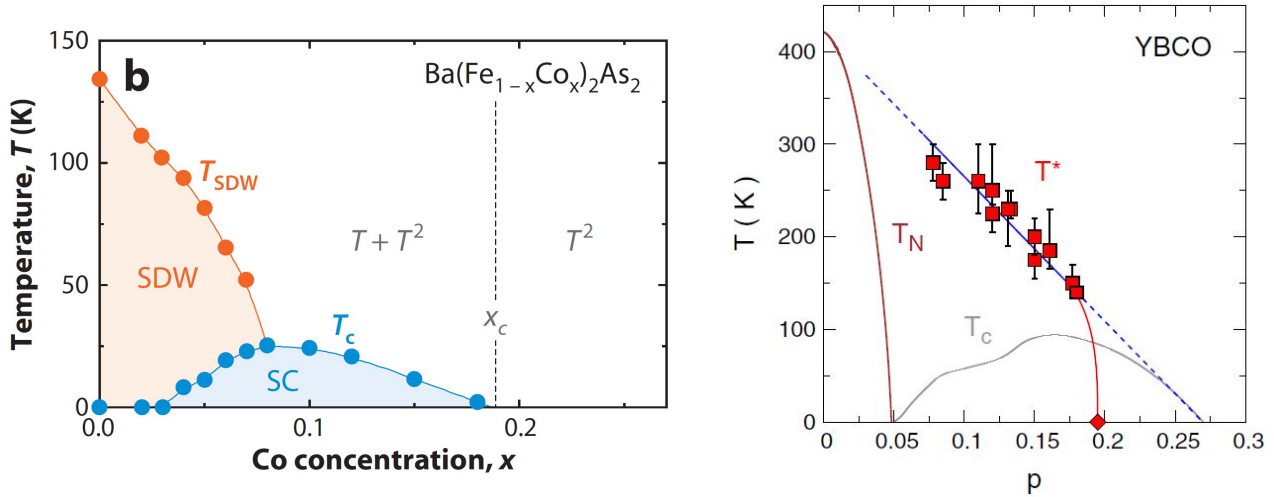 b
Ba(Fe1 − xCox)2As2
150
100
50
0
Temperature, T (K)
TSDW
SDW
T + T2
T2
Tc
SC
xc
0.0
0.1
0.2
Co concentration, x
YBCO
400
300
200
100
0
T ( K )
T*
TN
Tc
0
0.05
0.1
0.15
0.2
0.25
0.3
p